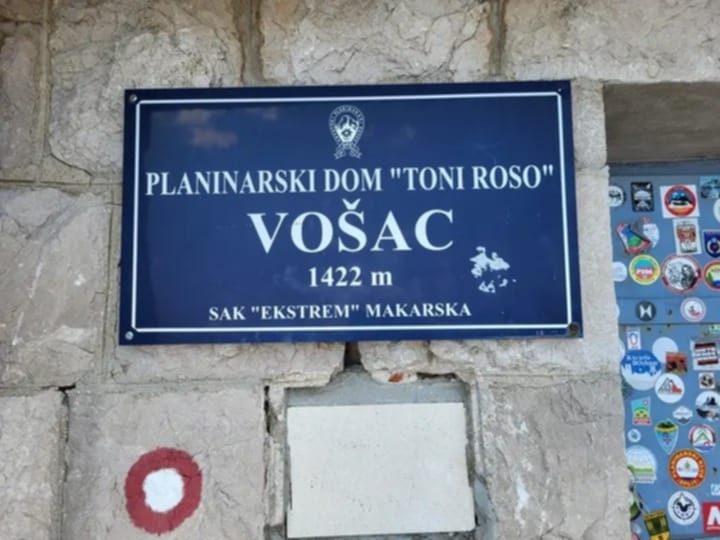 PLANINARSKI DOM "TONI ROSO"
VOŠAC
1422 m
SAK "EKSTREM" MAKARSKA